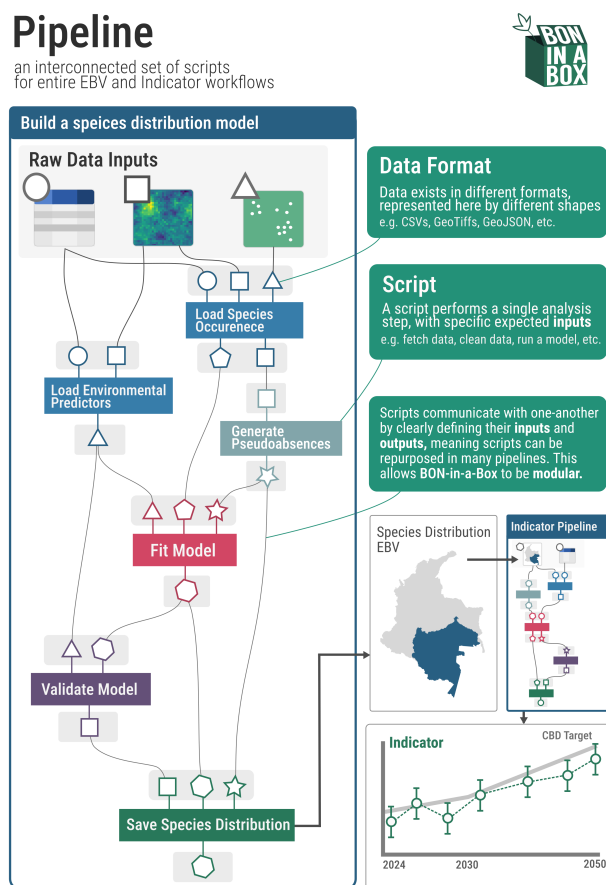 Pipeline
an interconnected set of scripts
for entire EBV and Indicator workflows
BON
IN A
BOX
Build a speices distribution model
Raw Data Inputs
Data Format
Data exists in different formats,
represented here by different shapes
e.g. CSVs, GeoTiffs, GeoJSON, etc.
Load Species
Occurenece
Script
A script performs a single analysis
step, with specific expected inputs
e.g. fetch data, clean data, run a model, etc.
Load Environmental
Predictors
Generate
Pseudoabsences
Scripts communicate with one-another
by clearly defining their inputs and
outputs, meaning scripts can be
repurposed in many pipelines. This
allows BON-in-a-Box to be modular.
Fit Model
Species Distribution
EBV
Indicator Pipeline
Validate Model
Indicator
CBD Target
Save Species Distribution
2024
2030
2050